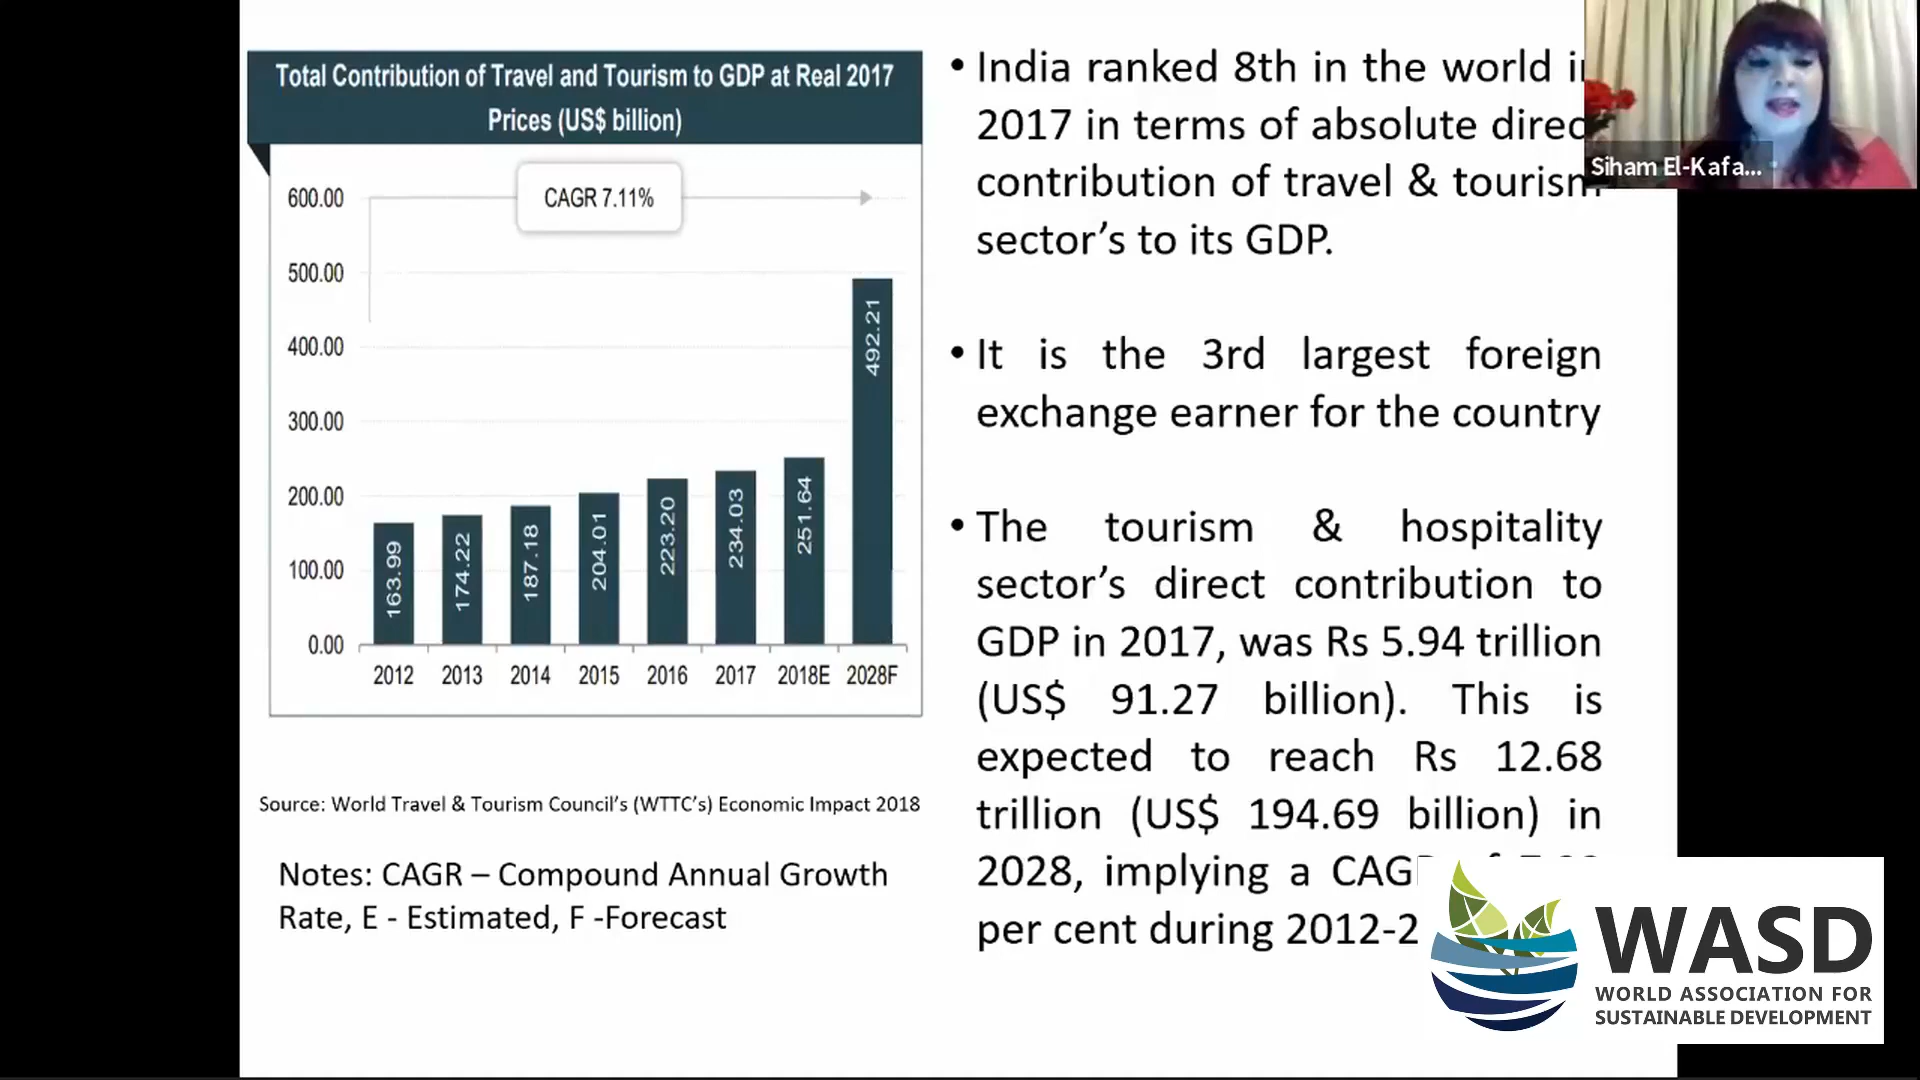 Total Contribution of Travel and Tourism to GDP at Real 2017
Prices (US$ billion)
CAGR 7.11%
600.00
500.00
400.00
300.00
200.00
100.00
0.00
163.99
174.22
187.18
204.01
223.20
234.03
251.64
492.21
2012 2013 2014 2015 2016 2017 2018E 2028F
Source: World Travel & Tourism Council's (WTTC's) Economic Impact 2018
Notes: CAGR – Compound Annual Growth
Rate, E - Estimated, F -Forecast
• India ranked 8th in the world
2017 in terms of absolute
contribution of travel & tourism
sector's to its GDP.
• It is the 3rd largest foreign
exchange earner for the country
• The tourism & hospitality
sector's direct contribution to
GDP in 2017, was Rs 5.94 trillion
(US$ 91.27 billion). This is
expected to reach Rs 12.68
trillion (US$ 194.69 billion) in
2028, implying a
per cent during
Siham El-Kafa...
WASD
WORLD ASSOCIATION FOR
SUSTAINABLE DEVELOPMENT